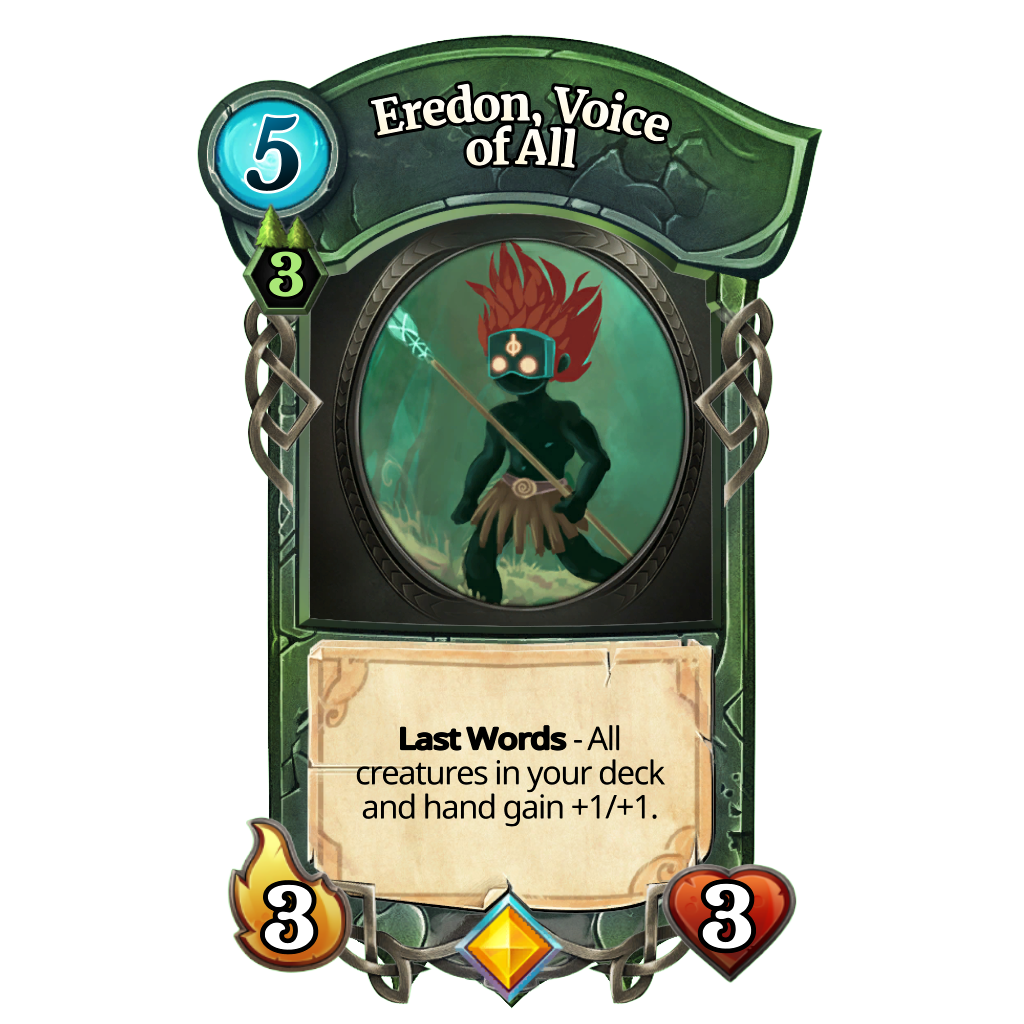 Eredon, Voice
of All
5
3
Last Words - All
creatures in your deck
and hand gain +1/+1.
3
3